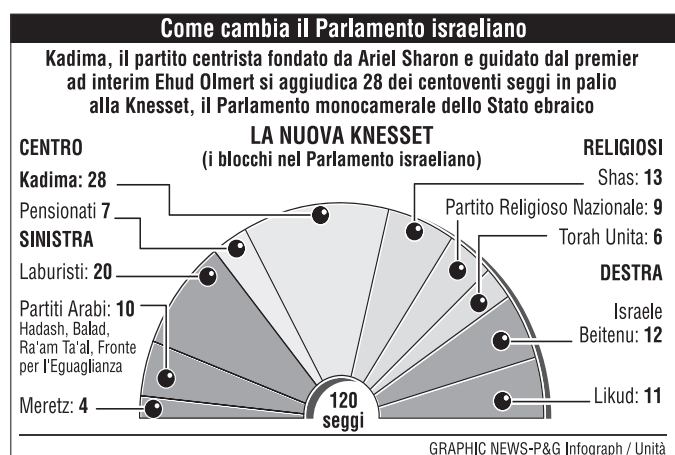 Come cambia il Parlamento israeliano
Kadima, il partito centrista fondato da Ariel Sharon e guidato dal premier
ad interim Ehud Olmert si aggiudica 28 dei centoventi seggi in palio
alla Knesset, il Parlamento monocamerale dello Stato ebraico
LA NUOVA KNESSET
(i blocchi nel Parlamento israeliano)
CENTRO
Kadima: 28
Pensionati 7
SINISTRA
Laburisti: 20
Partiti Arabi: 10
Hadash, Balad,
Ra'am Ta'al, Fronte
per l'Eguaglianza
Meretz: 4
RELIGIOSI
Shas: 13
Partito Religioso Nazionale: 9
Torah Unita: 6
DESTRA
Israele
Beitenu: 12
Likud: 11
120
seggi
GRAPHIC NEWS-P&G Infograph / Unità